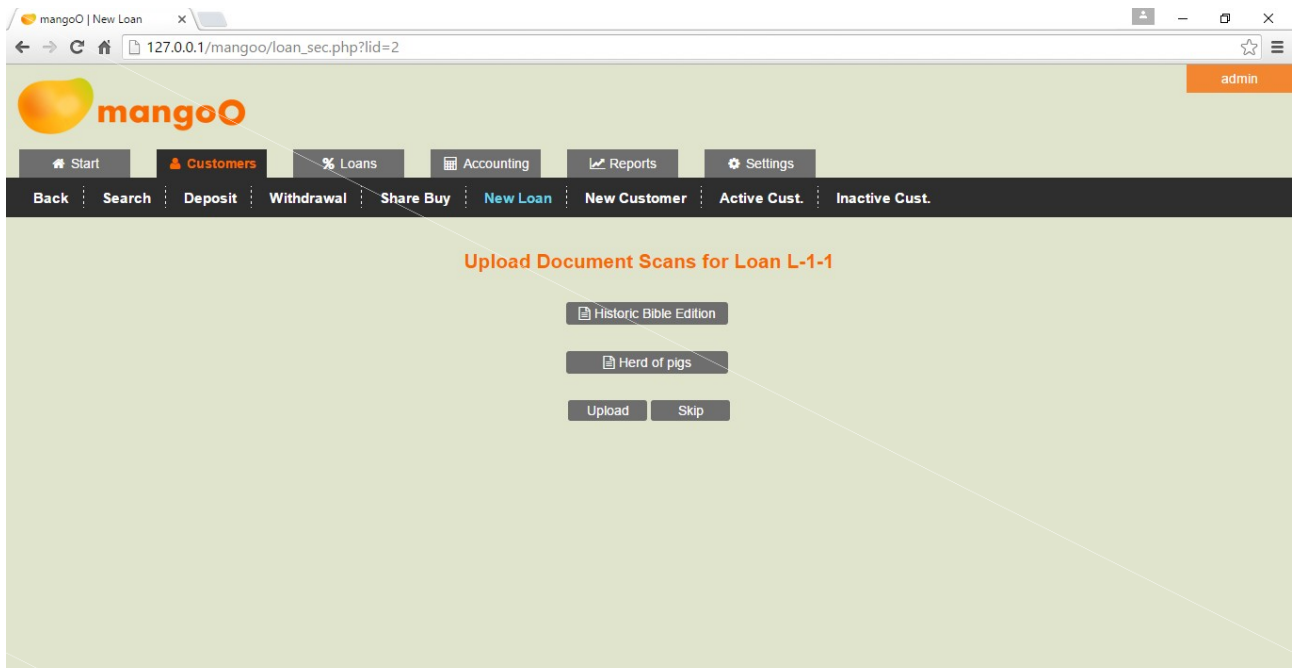 mangoO | New Loan
127.0.0.1/mangoo/loan_sec.php?lid=2
admin
mangoO
Start Customers % Loans Accounting Reports Settings
Back Search Deposit Withdrawal Share Buy New Loan New Customer Active Cust. Inactive Cust.
Upload Document Scans for Loan L-1-1
Historic Bible Edition
Herd of pigs
Upload Skip